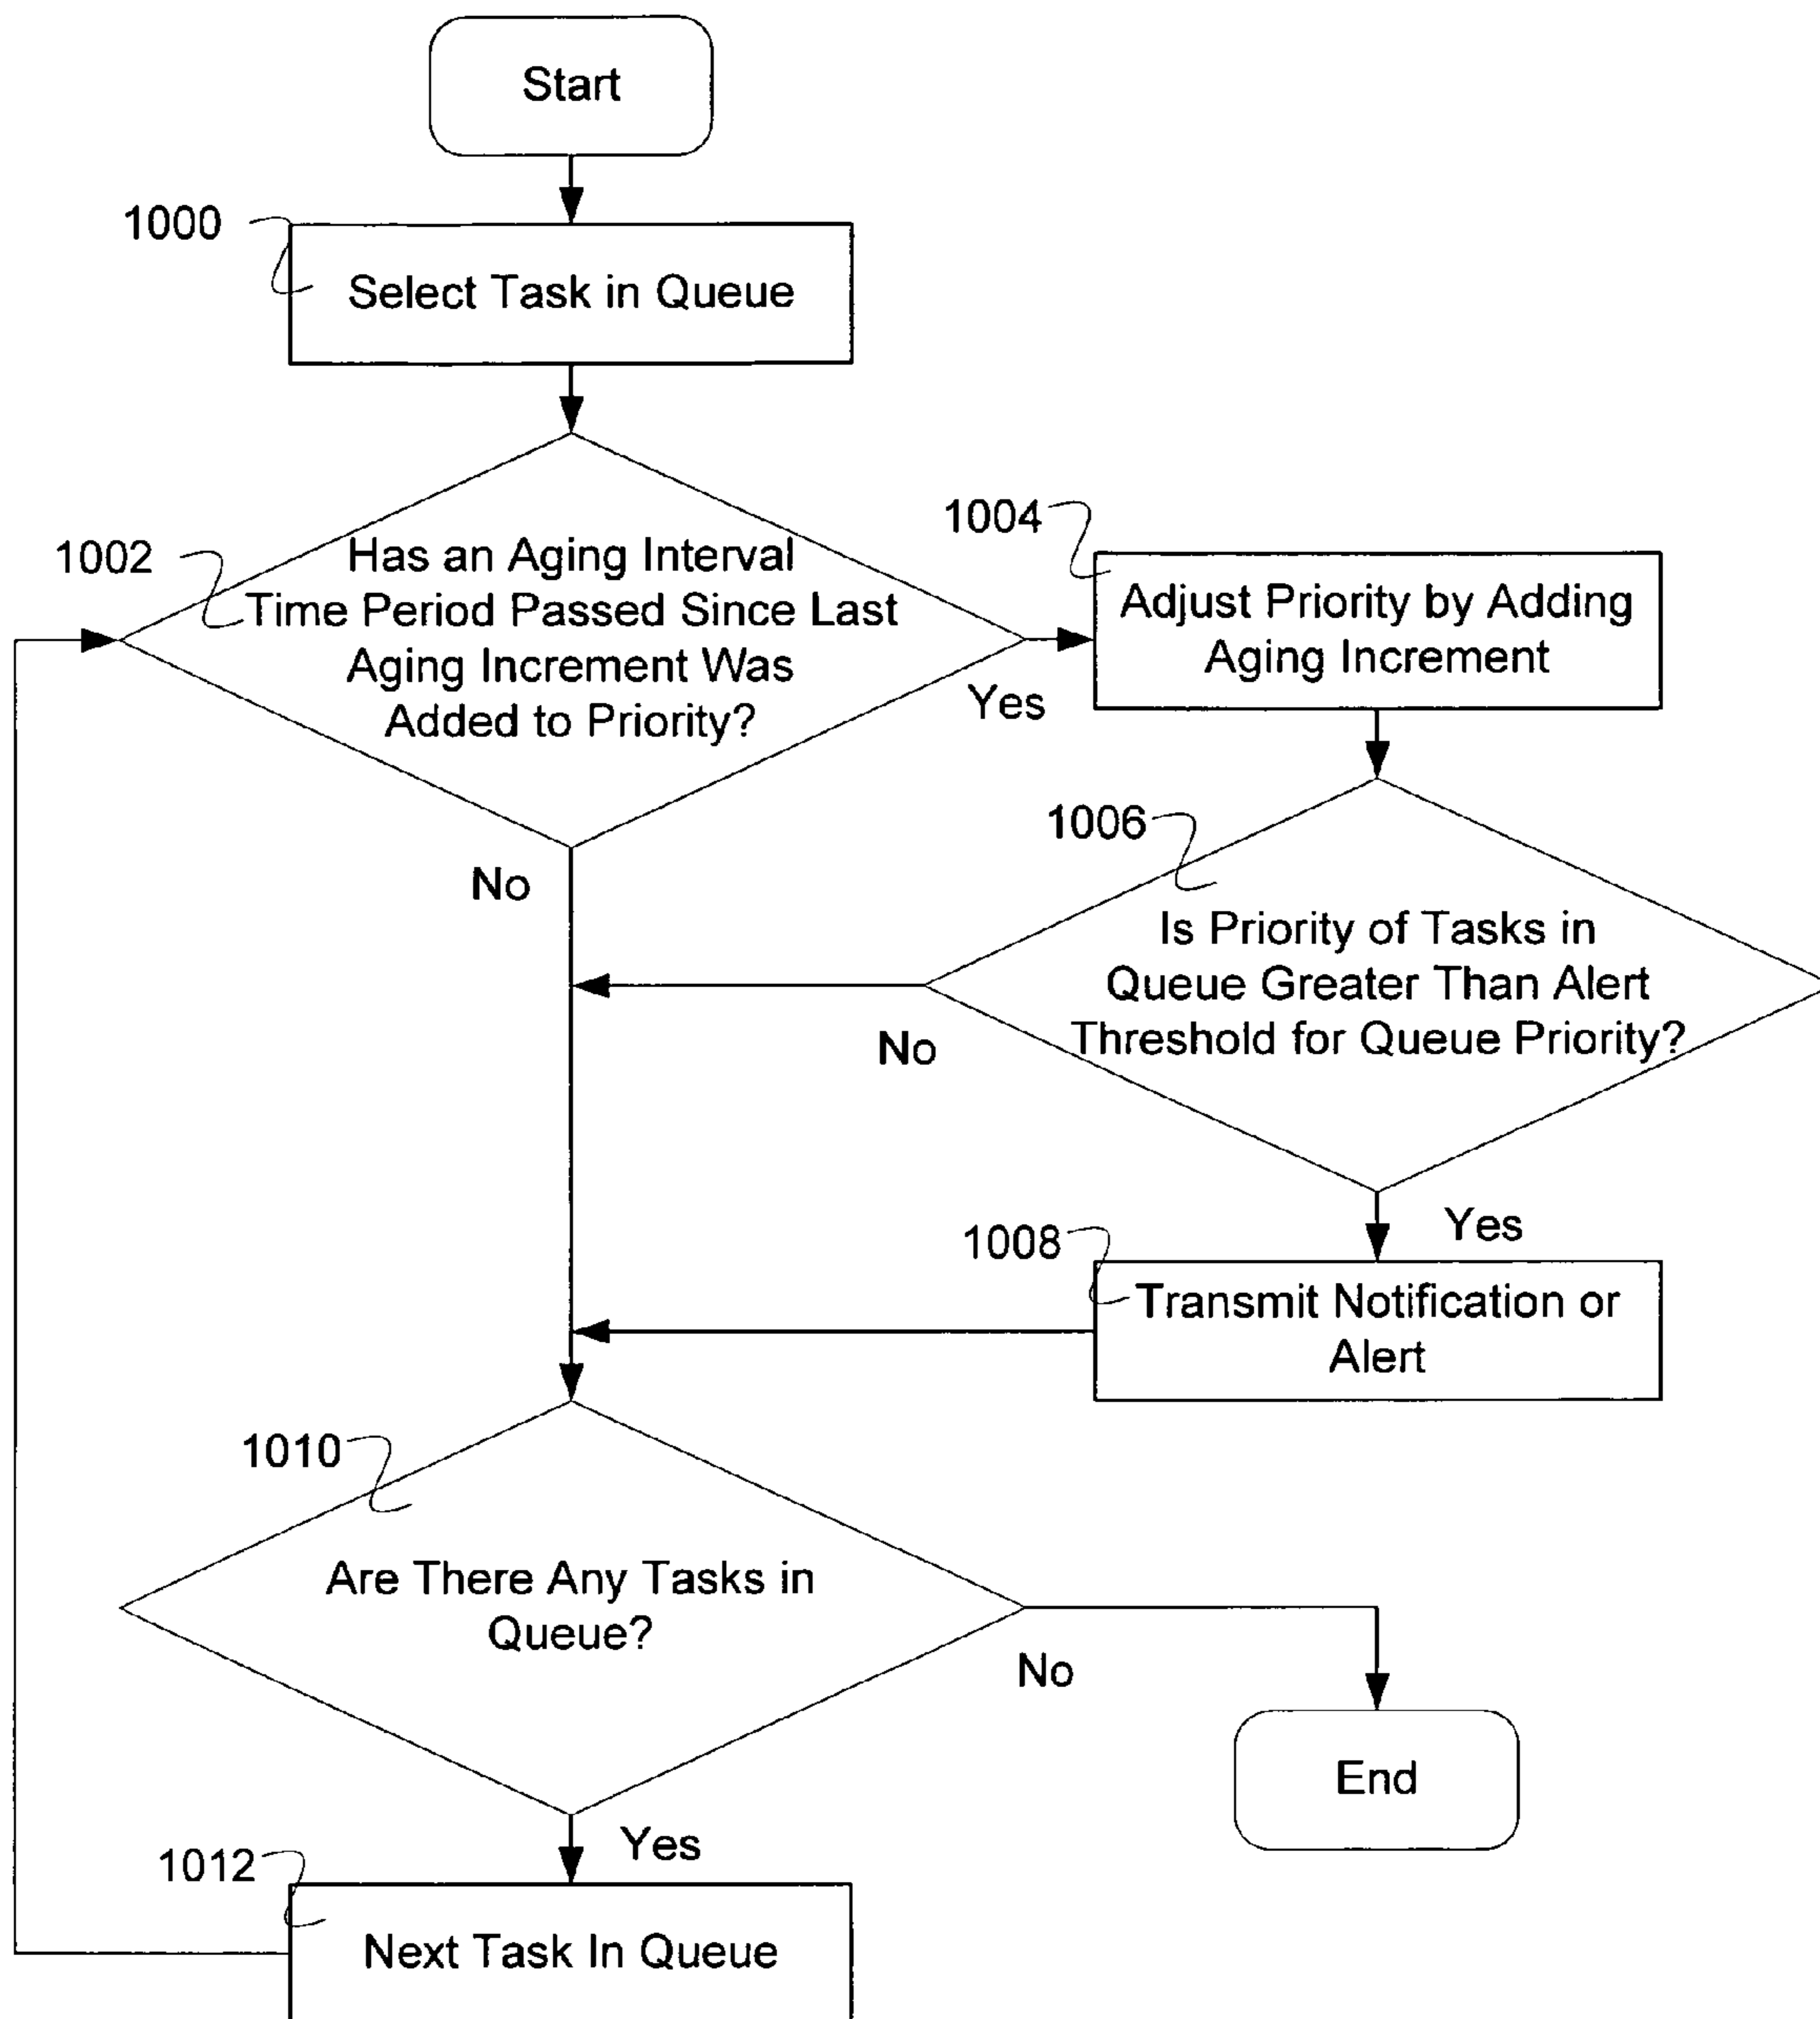 Start
1000
Select Task in Queue
1002
Has an Aging Interval
Time Period Passed Since Last
Aging Increment Was
Added to Priority?
Yes
No
1004
Adjust Priority by Adding
Aging Increment
1006
Is Priority of Tasks in
Queue Greater Than Alert
Threshold for Queue Priority?
No
Yes
1008
Transmit Notification or
Alert
1010
Are There Any Tasks in
Queue?
No
End
Yes
1012
Next Task In Queue